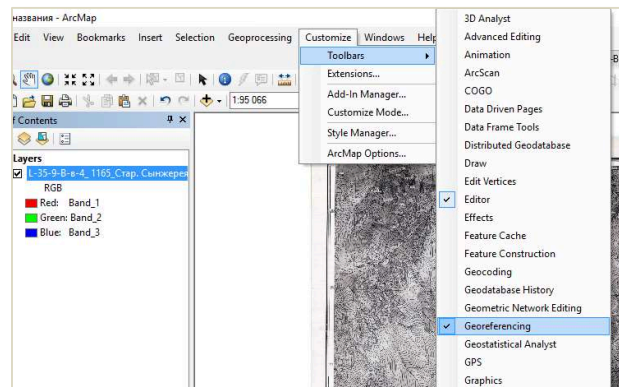 названия - ArcMap
Edit View Bookmarks Insert Selection Geoprocessing Customize Windows Help
1:95 066
f Contents
Layers
L-35-9-В-в-4_1165_Стар. Сынжерея
RGB
Red: Band_1
Green: Band_2
Blue: Band_3
Toolbars
Extensions...
Add-In Manager...
Customize Mode...
Style Manager...
ArcMap Options...
3D Analyst
Advanced Editing
Animation
ArcScan
COGO
Data Driven Pages
Data Frame Tools
Distributed Geodatabase
Draw
Edit Vertices
Editor
Effects
Feature Cache
Feature Construction
Geocoding
Geodatabase History
Geometric Network Editing
Georeferencing
Geostatistical Analyst
GPS
Graphics